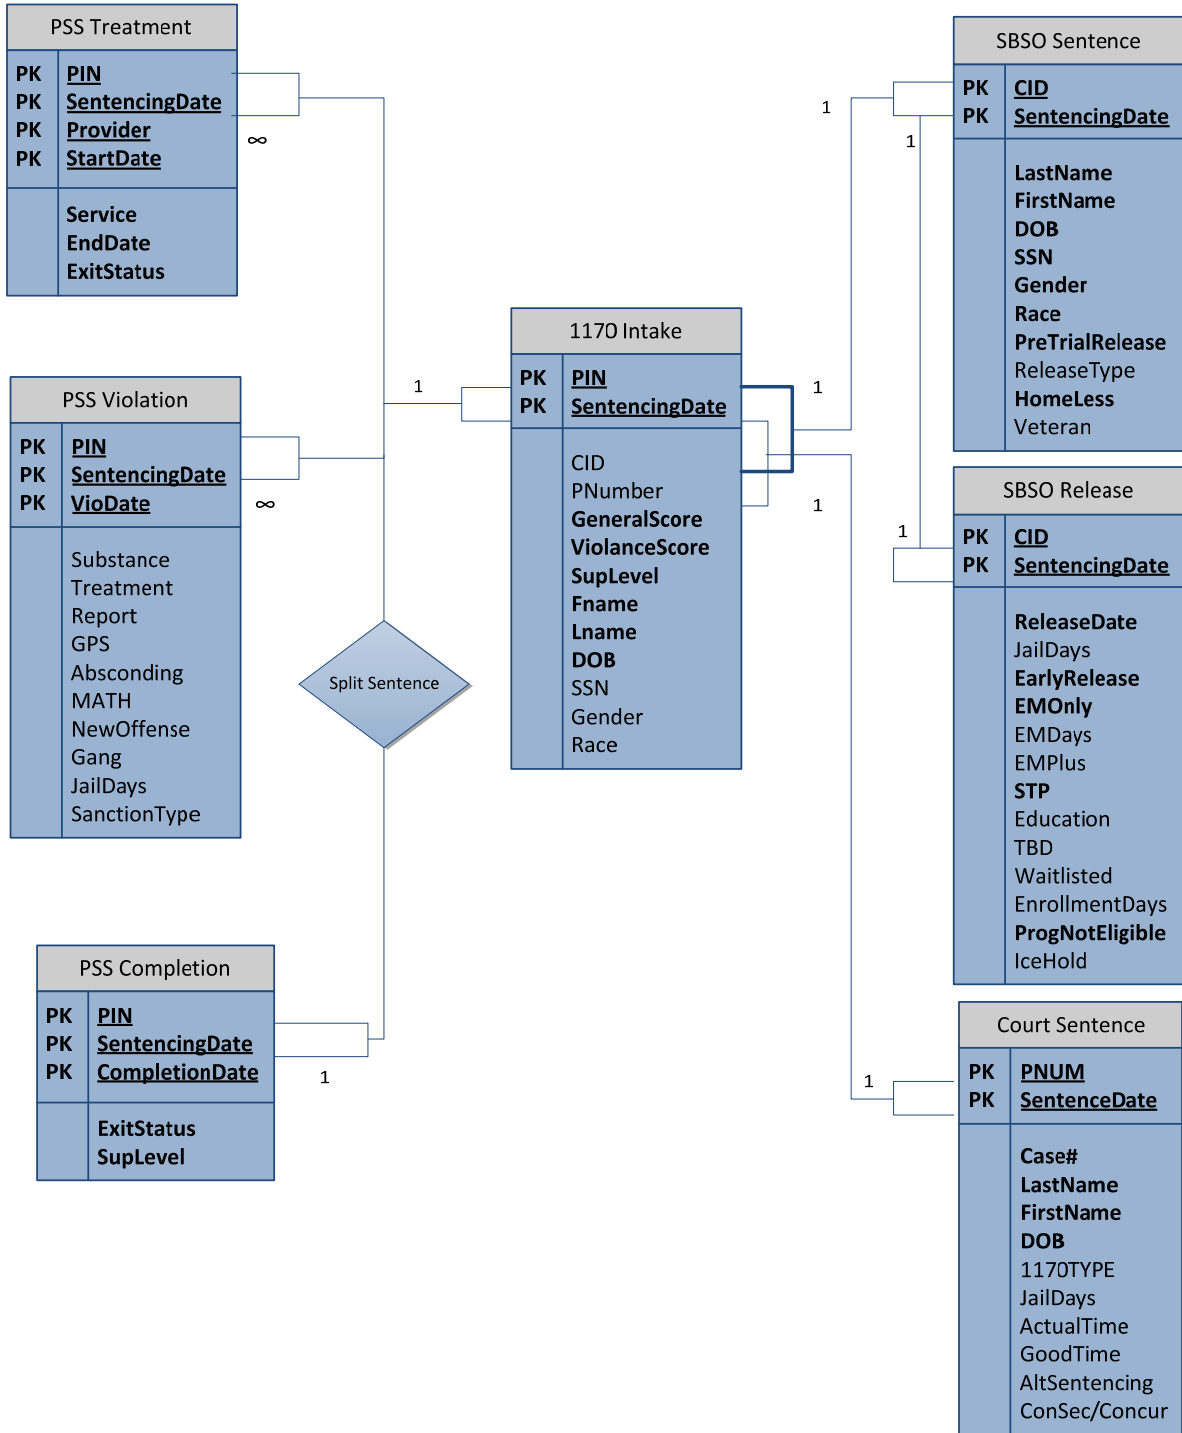 PSS Treatment
PK PIN
PK SentencingDate
PK Provider
PK StartDate
Service
EndDate
ExitStatus
∞
PSS Violation
PK PIN
PK SentencingDate
PK VioDate
Substance
Treatment
Report
GPS
Absconding
MATH
NewOffense
Gang
JailDays
SanctionType
∞
Split Sentence
PSS Completion
PK PIN
PK SentencingDate
PK CompletionDate
ExitStatus
SupLevel
1
1
1170 Intake
PK PIN
PK SentencingDate
CID
PNumber
GeneralScore
ViolanceScore
SupLevel
Fname
Lname
DOB
SSN
Gender
Race
1
1
1
1
SBSO Sentence
PK CID
PK SentencingDate
LastName
FirstName
DOB
SSN
Gender
Race
PreTrialRelease
ReleaseType
HomeLess
Veteran
1
SBSO Release
PK CID
PK SentencingDate
ReleaseDate
JailDays
EarlyRelease
EMOnly
EMDays
EMPlus
STP
Education
TBD
Waitlisted
EnrollmentDays
ProgNotEligible
IceHold
1
Court Sentence
PK PNUM
PK SentenceDate
Case#
LastName
FirstName
DOB
1170TYPE
JailDays
ActualTime
GoodTime
AltSentencing
ConSec/Concur